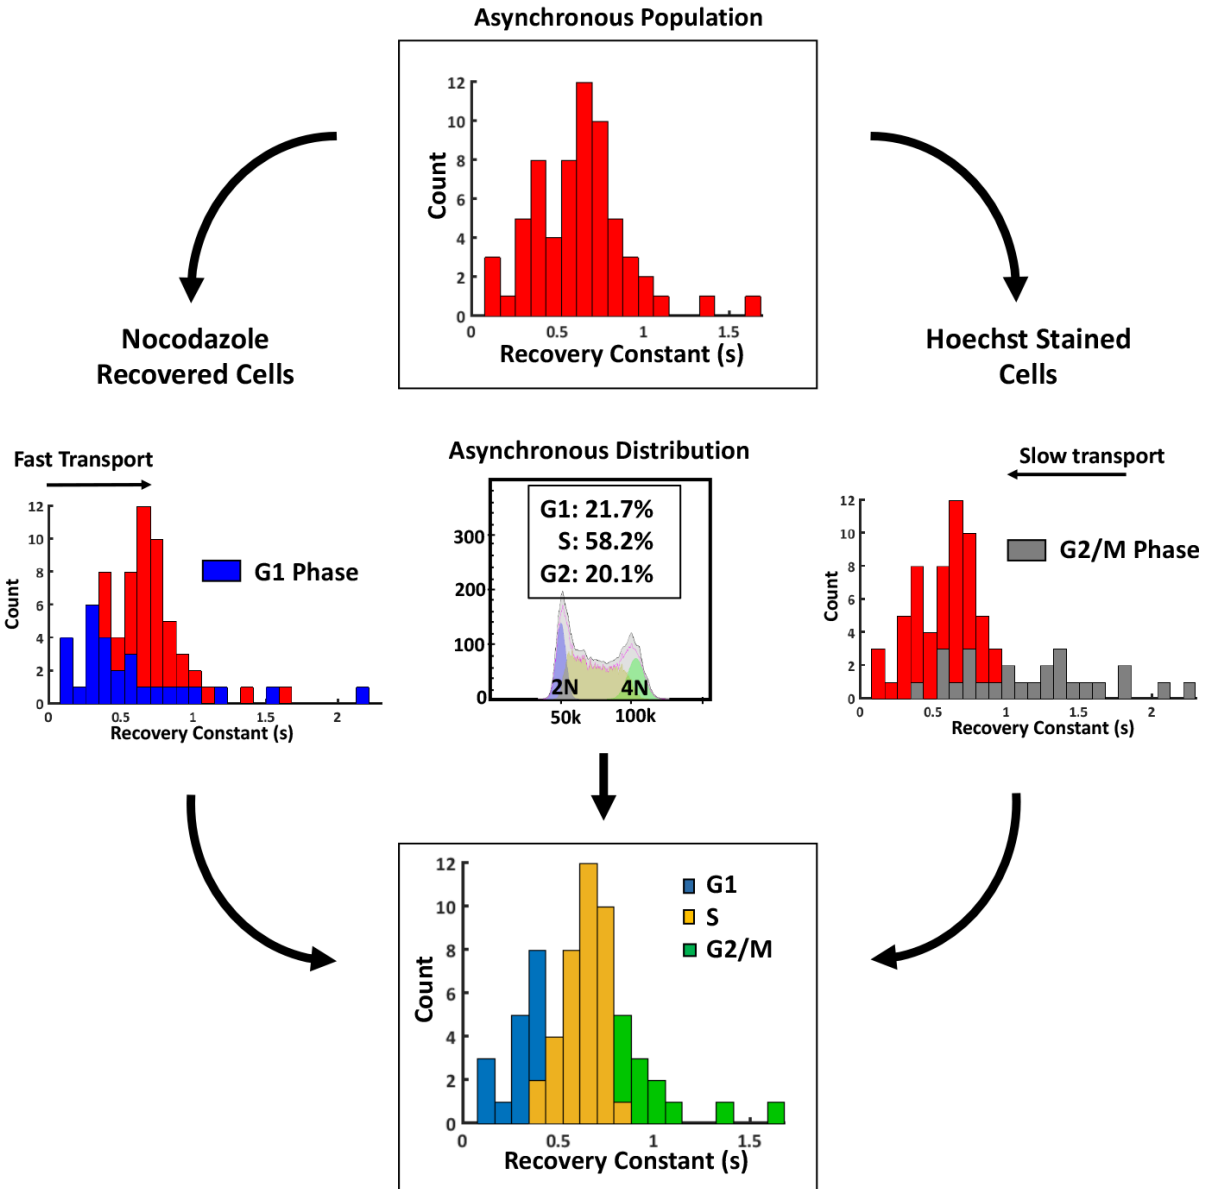 Asynchronous Population
12
10
8
6
4
2
0
Count
0 0.5 1 1.5
Recovery Constant (s)
Nocodazole
Recovered Cells
Hoechst Stained
Cells
Fast Transport
12
10
8
6
4
2
0
Count
G1 Phase
0 0.5 1 1.5 2
Recovery Constant (s)
Asynchronous Distribution
G1: 21.7%
S: 58.2%
G2: 20.1%
300
200
100
0
2N 4N
50k 100k
Slow transport
12
10
8
6
4
2
0
Count
G2/M Phase
0 0.5 1 1.5 2
Recovery Constant (s)
12
10
8
6
4
2
0
Count
G1
S
G2/M
0 0.5 1 1.5
Recovery Constant (s)